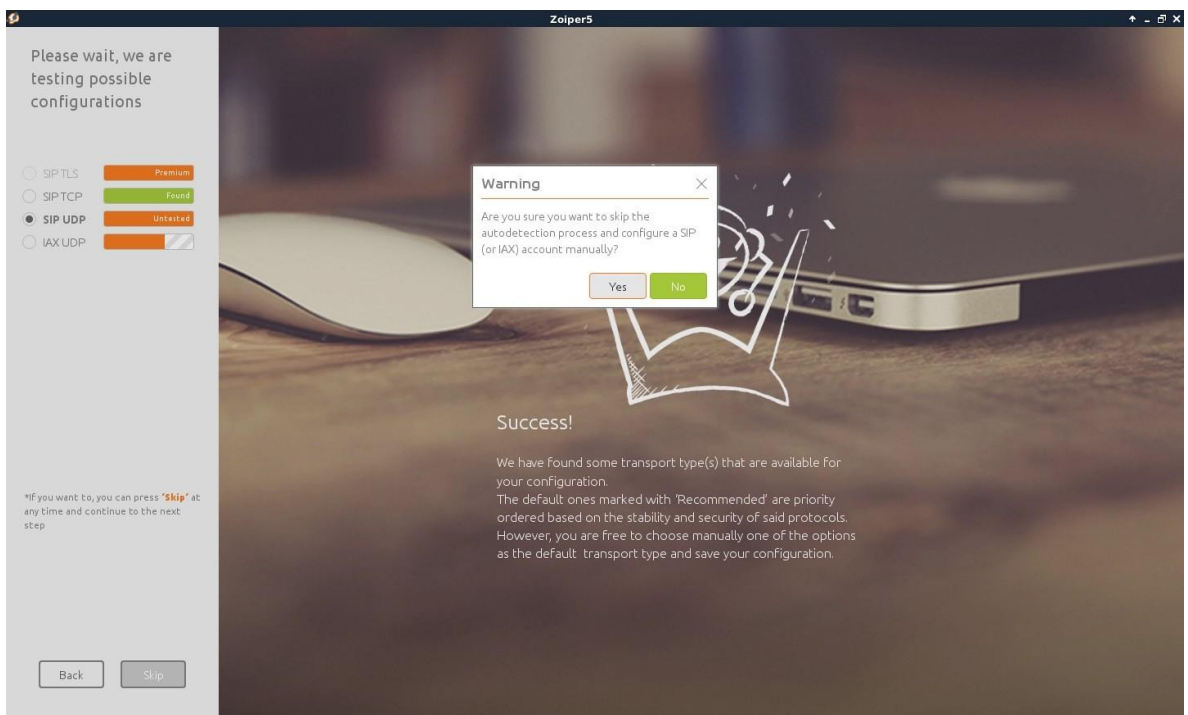 Zoiper5
Please wait, we are
testing possible
configurations
SIP TLS Premium
SIP TCP Found
SIP UDP Untested
IAX UDP
Warning
Are you sure you want to skip the
autodetection process and configure a SIP
(or IAX) account manually?
Yes No
Success!
We have found some transport type(s) that are available for
your configuration.
The default ones marked with 'Recommended' are priority
ordered based on the stability and security of said protocols.
However, you are free to choose manually one of the options
as the default transport type and save your configuration.
*If you want to, you can press 'Skip' at
any time and continue to the next
step
Back Skip